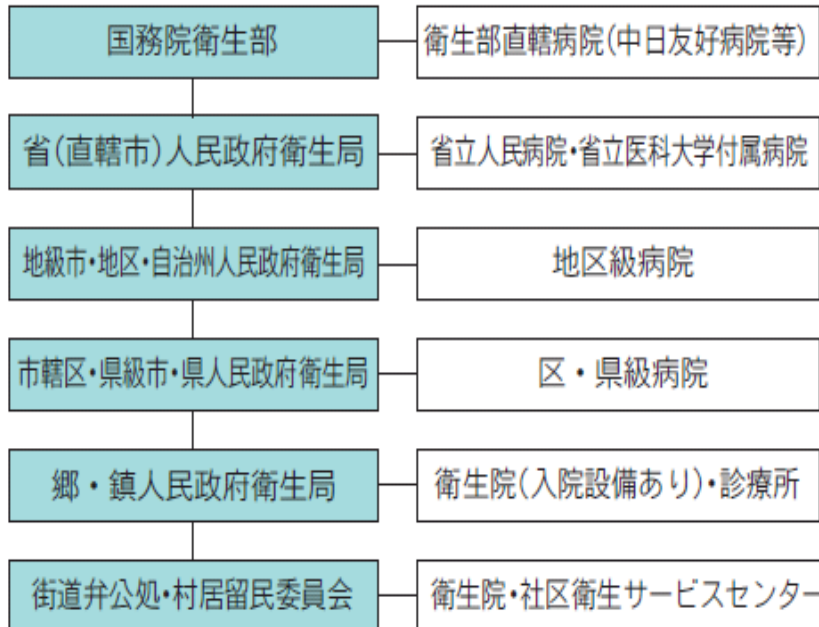 国務院衛生部
衛生部直轄病院(中日友好病院等)
省(直轄市)人民政府衛生局
省立人民病院・省立医科大学付属病院
地級市・地区・自治州人民政府衛生局
地区級病院
市轄区・県級市・県人民政府衛生局
区・県級病院
郷・鎮人民政府衛生局
衛生院(入院設備あり)・診療所
街道弁公処・村居留民委員会
衛生院・社区衛生サービスセンター